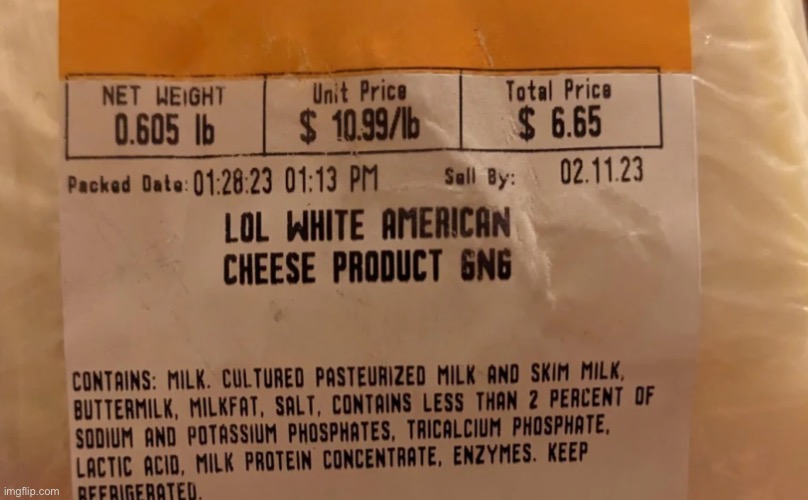 NET WEIGHT
0.605 lb
Unit Price
$ 10.99/lb
Total Price
$ 6.65
Packed Date: 01:28:23 01:13 PM
Sell By: 02.11.23
LOL WHITE AMERICAN
CHEESE PRODUCT GNG
CONTAINS: MILK. CULTURED PASTEURIZED MILK AND SKIM MILK,
BUTTERMILK, MILKFAT, SALT, CONTAINS LESS THAN 2 PERCENT OF
SODIUM AND POTASSIUM PHOSPHATES, TRICALCIUM PHOSPHATE,
LACTIC ACID, MILK PROTEIN CONCENTRATE, ENZYMES. KEEP
REFRIGERATED.
imgflip.com